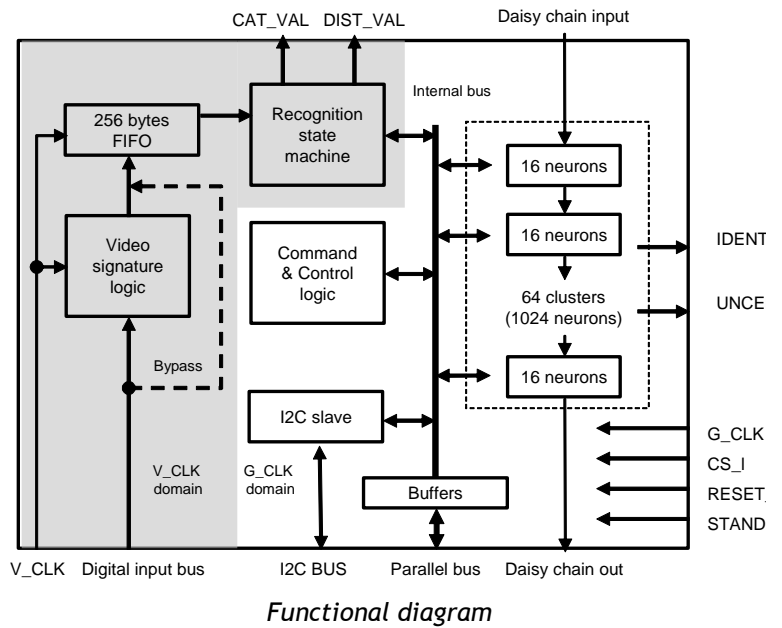 CAT_VAL DIST_VAL Daisy chain input
Internal bus
256 bytes
FIFO
Recognition
state
machine
16 neurons
16 neurons
Video
signature
logic
Command
& Control
logic
64 clusters
(1024 neurons)
IDENT
UNCE
Bypass
16 neurons
I2C slave
V_CLK
domain
G_CLK
domain
Buffers
G_CLK
CS_I
RESET_
STAND
V_CLK Digital input bus I2C BUS Parallel bus Daisy chain out
Functional diagram